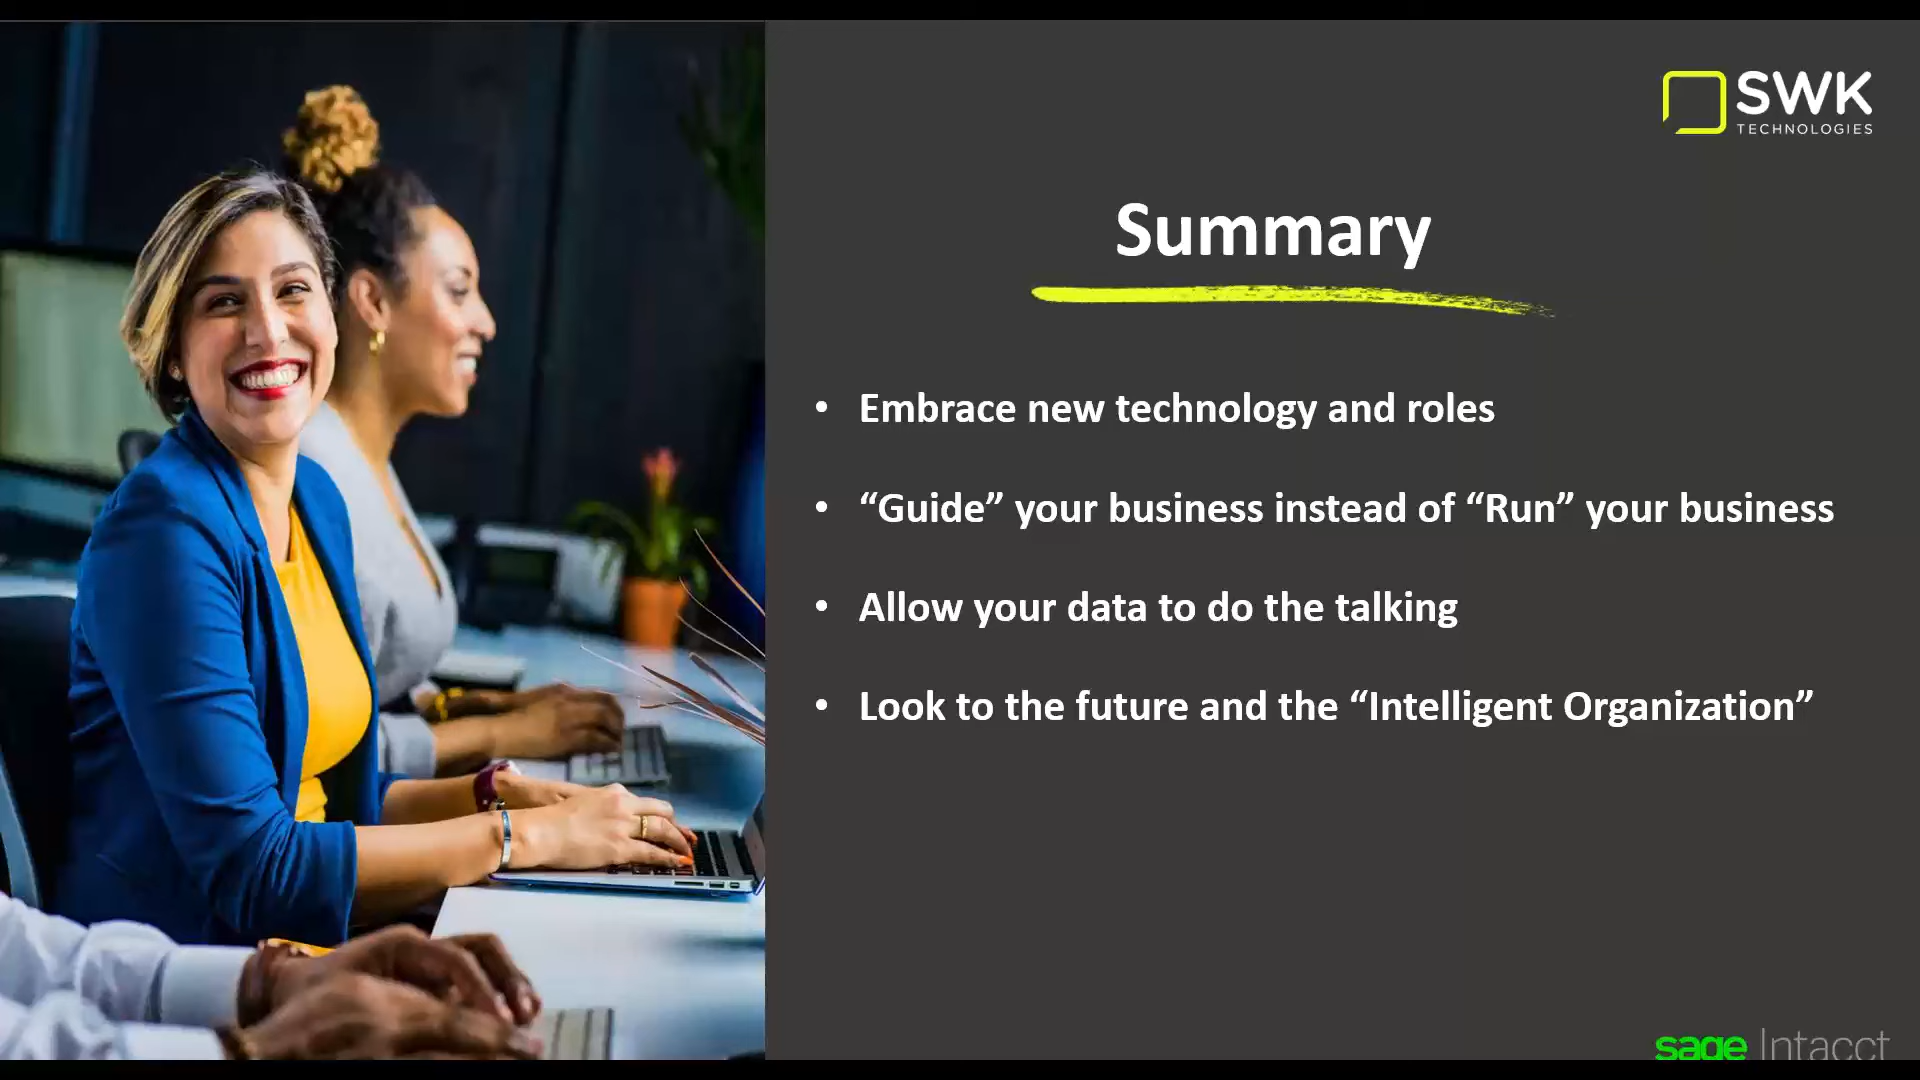 SWK
TECHNOLOGIES
Summary
• Embrace new technology and roles
• “Guide” your business instead of “Run” your business
• Allow your data to do the talking
• Look to the future and the “Intelligent Organization”
sage Intacct